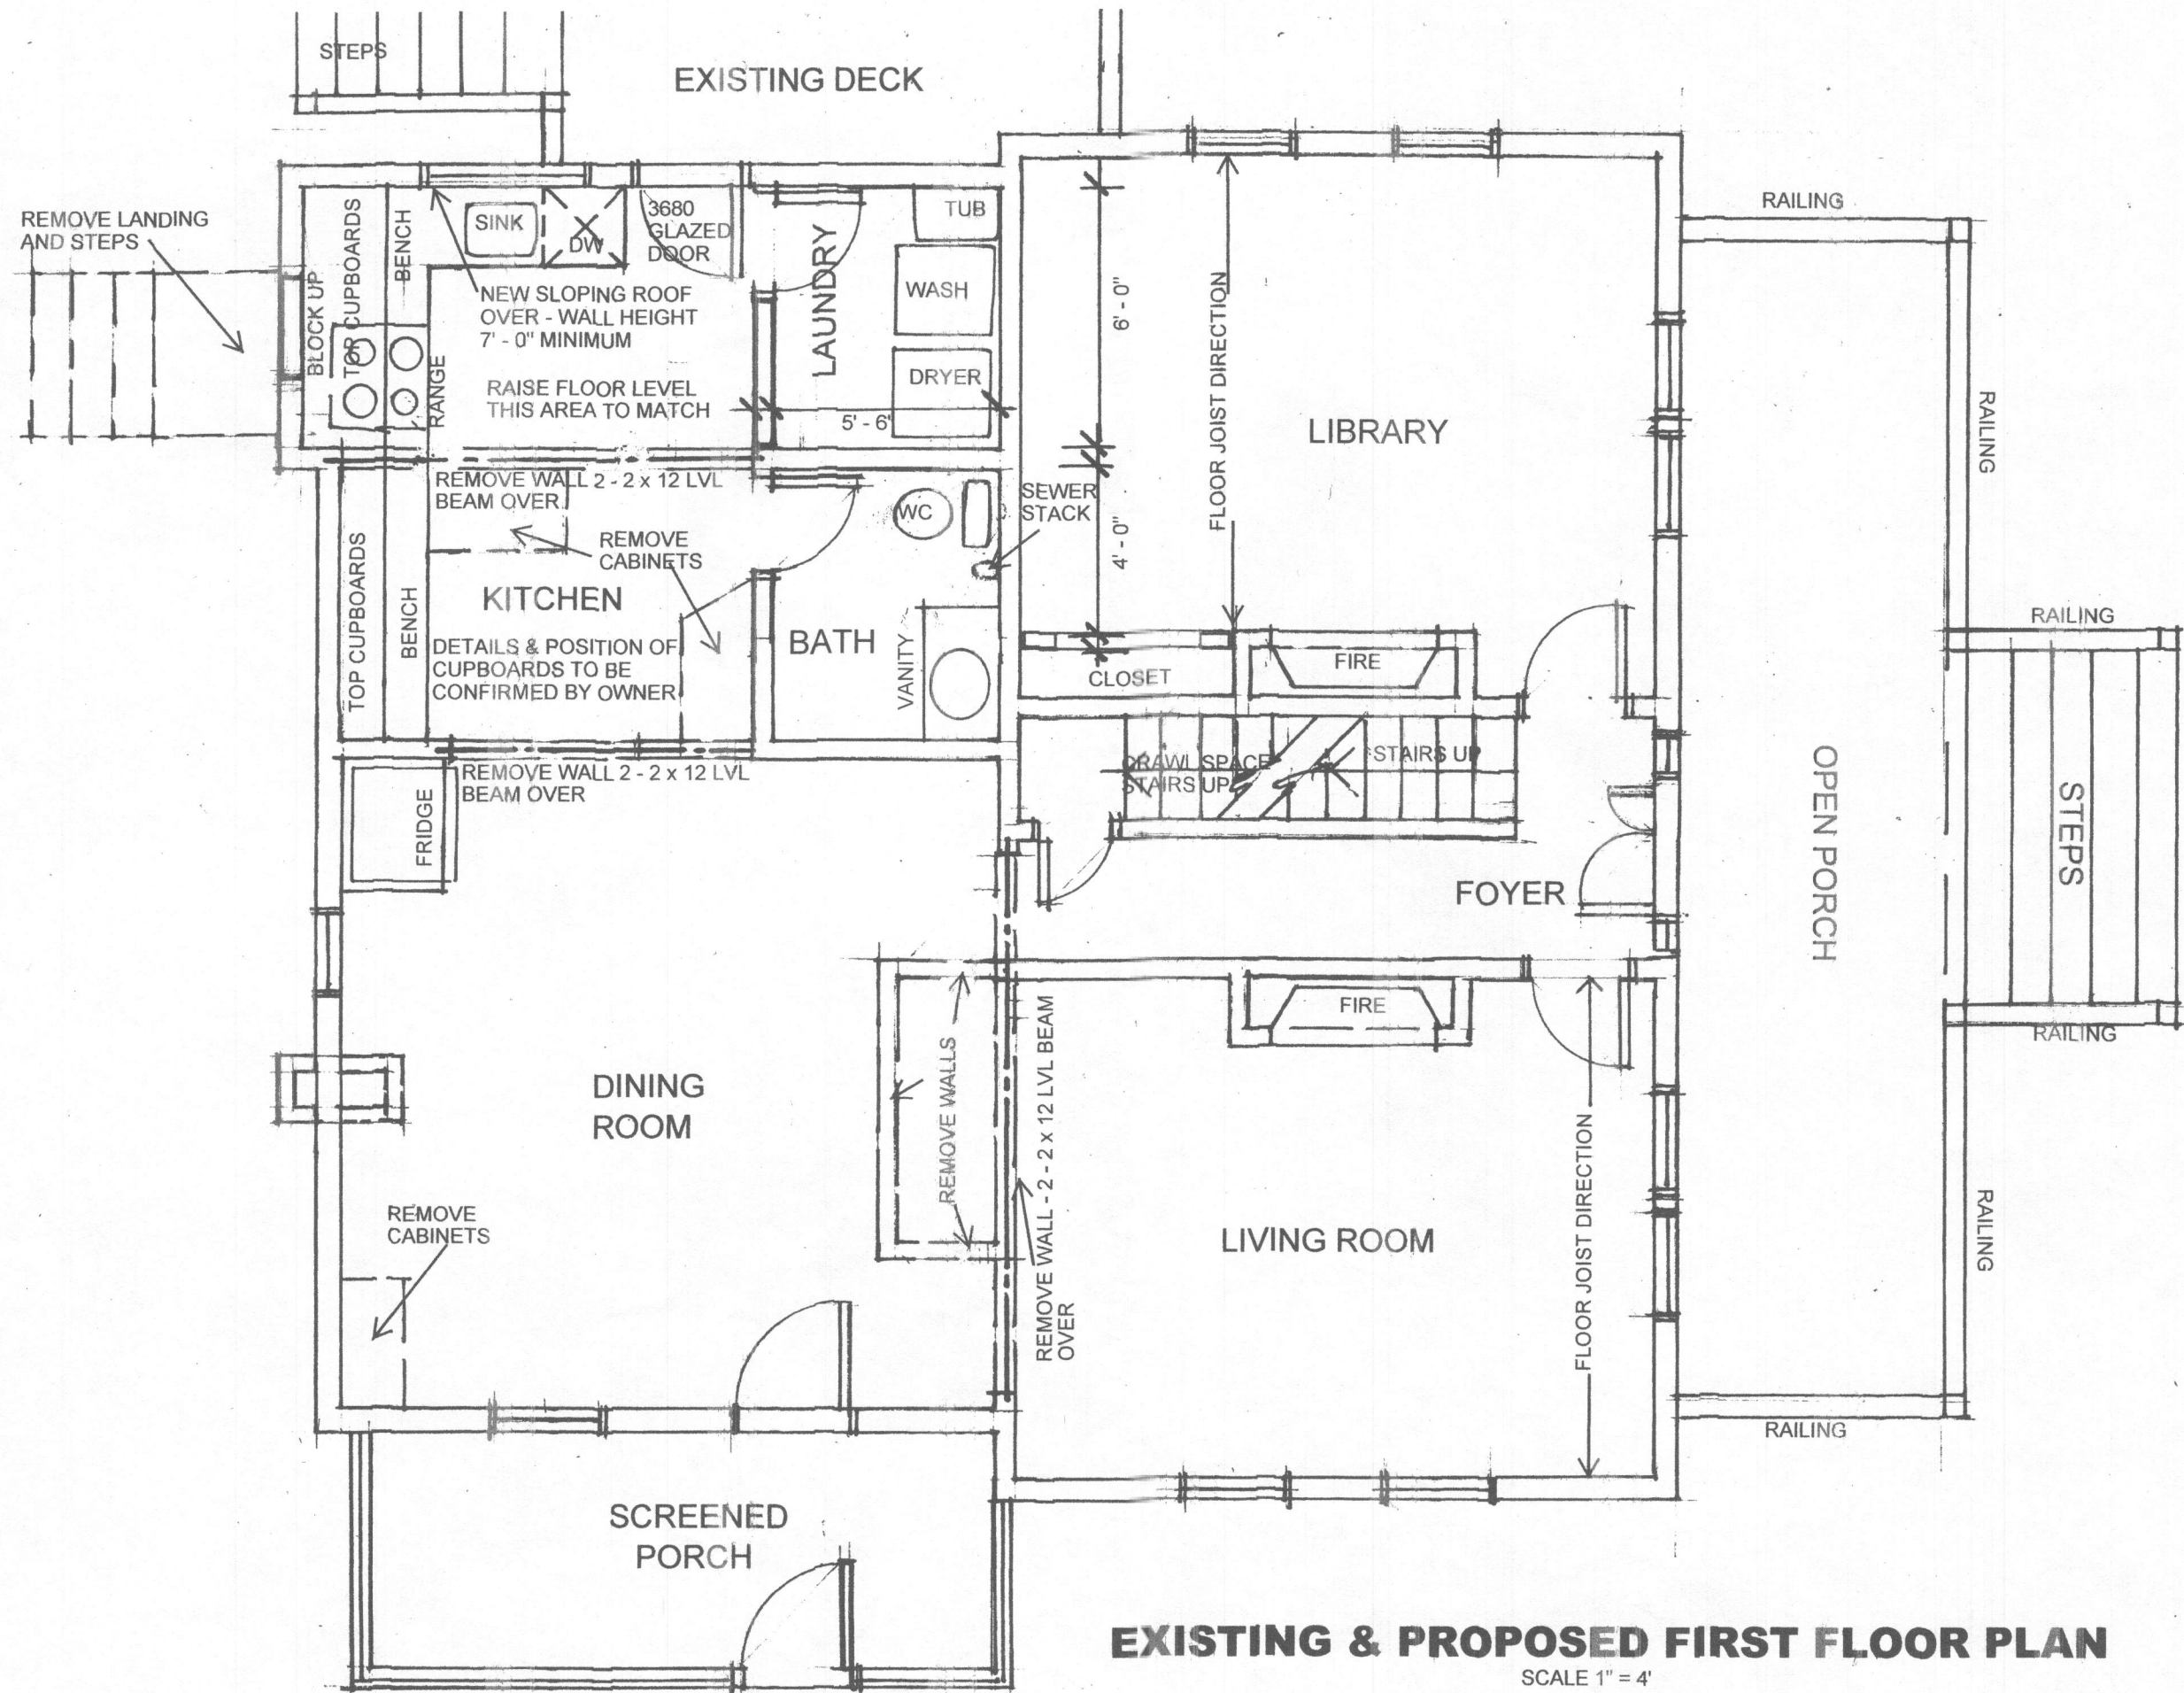 STEPS
EXISTING DECK
REMOVE LANDING
AND STEPS
BLOCK UP
TOP CUPBOARDS
BENCH
SINK
DW
3680
GLAZED
DOOR
LAUNDRY
TUB
WASH
DRYER
5' - 6'
NEW SLOPING ROOF
OVER - WALL HEIGHT
7' - 0" MINIMUM
RAISE FLOOR LEVEL
THIS AREA TO MATCH
RANGE
6' - 0"
FLOOR JOIST DIRECTION
LIBRARY
RAILING
RAILING
REMOVE WALL 2 - 2 x 12 LVL
BEAM OVER
REMOVE
CABINETS
WC
SEWER
STACK
4' - 0"
TOP CUPBOARDS
BENCH
KITCHEN
DETAILS & POSITION OF
CUPBOARDS TO BE
CONFIRMED BY OWNER
BATH
VANITY
CLOSET
FIRE
RAILING
STEPS
RAILING
OPEN PORCH
CRAWL SPACE
STAIRS UP
STAIRS UP
REMOVE WALL 2 - 2 x 12 LVL
BEAM OVER
FRIDGE
FOYER
FIRE
DINING
ROOM
REMOVE WALLS
REMOVE WALL - 2 - 2 x 12 LVL BEAM
OVER
LIVING ROOM
FLOOR JOIST DIRECTION
RAILING
RAILING
REMOVE
CABINETS
SCREENED
PORCH
EXISTING & PROPOSED FIRST FLOOR PLAN
SCALE 1" = 4'